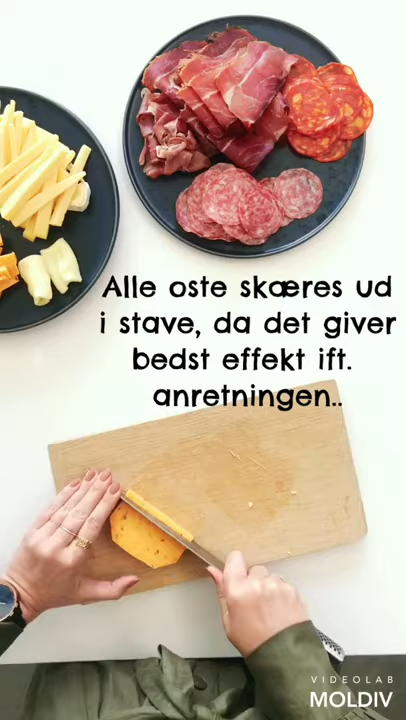 Alle oste skæres ud
i stave, da det giver
bedst effekt ift.
anretningen..
VIDEOLAB
MOLDIV